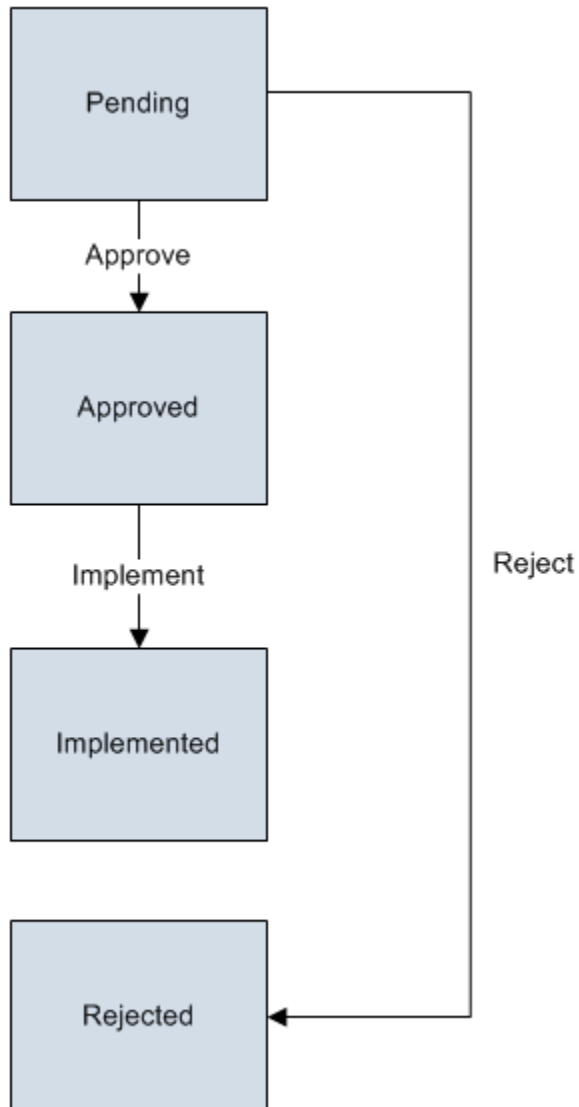 Pending
Approve
Approved
Implement
Reject
Implemented
Rejected